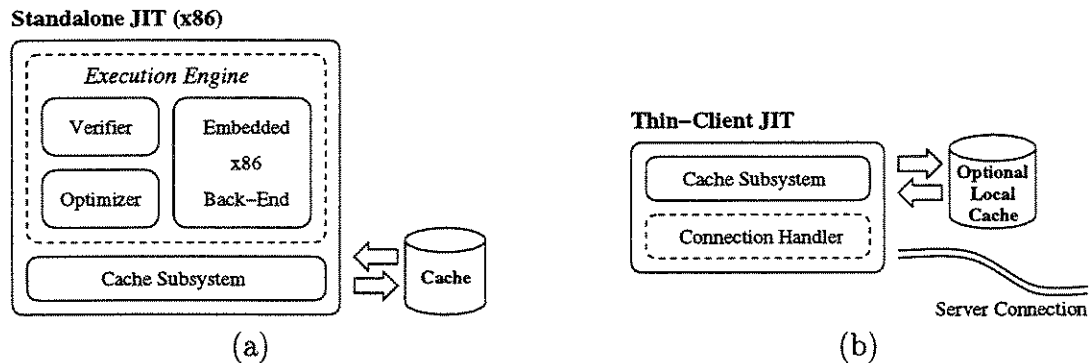 Standalone JIT (x86)
Execution Engine
Verifier
Optimizer
Embedded
x86
Back-End
Cache Subsystem
Cache
(a)
Thin-Client JIT
Cache Subsystem
Connection Handler
Optional
Local
Cache
Server Connection
(b)